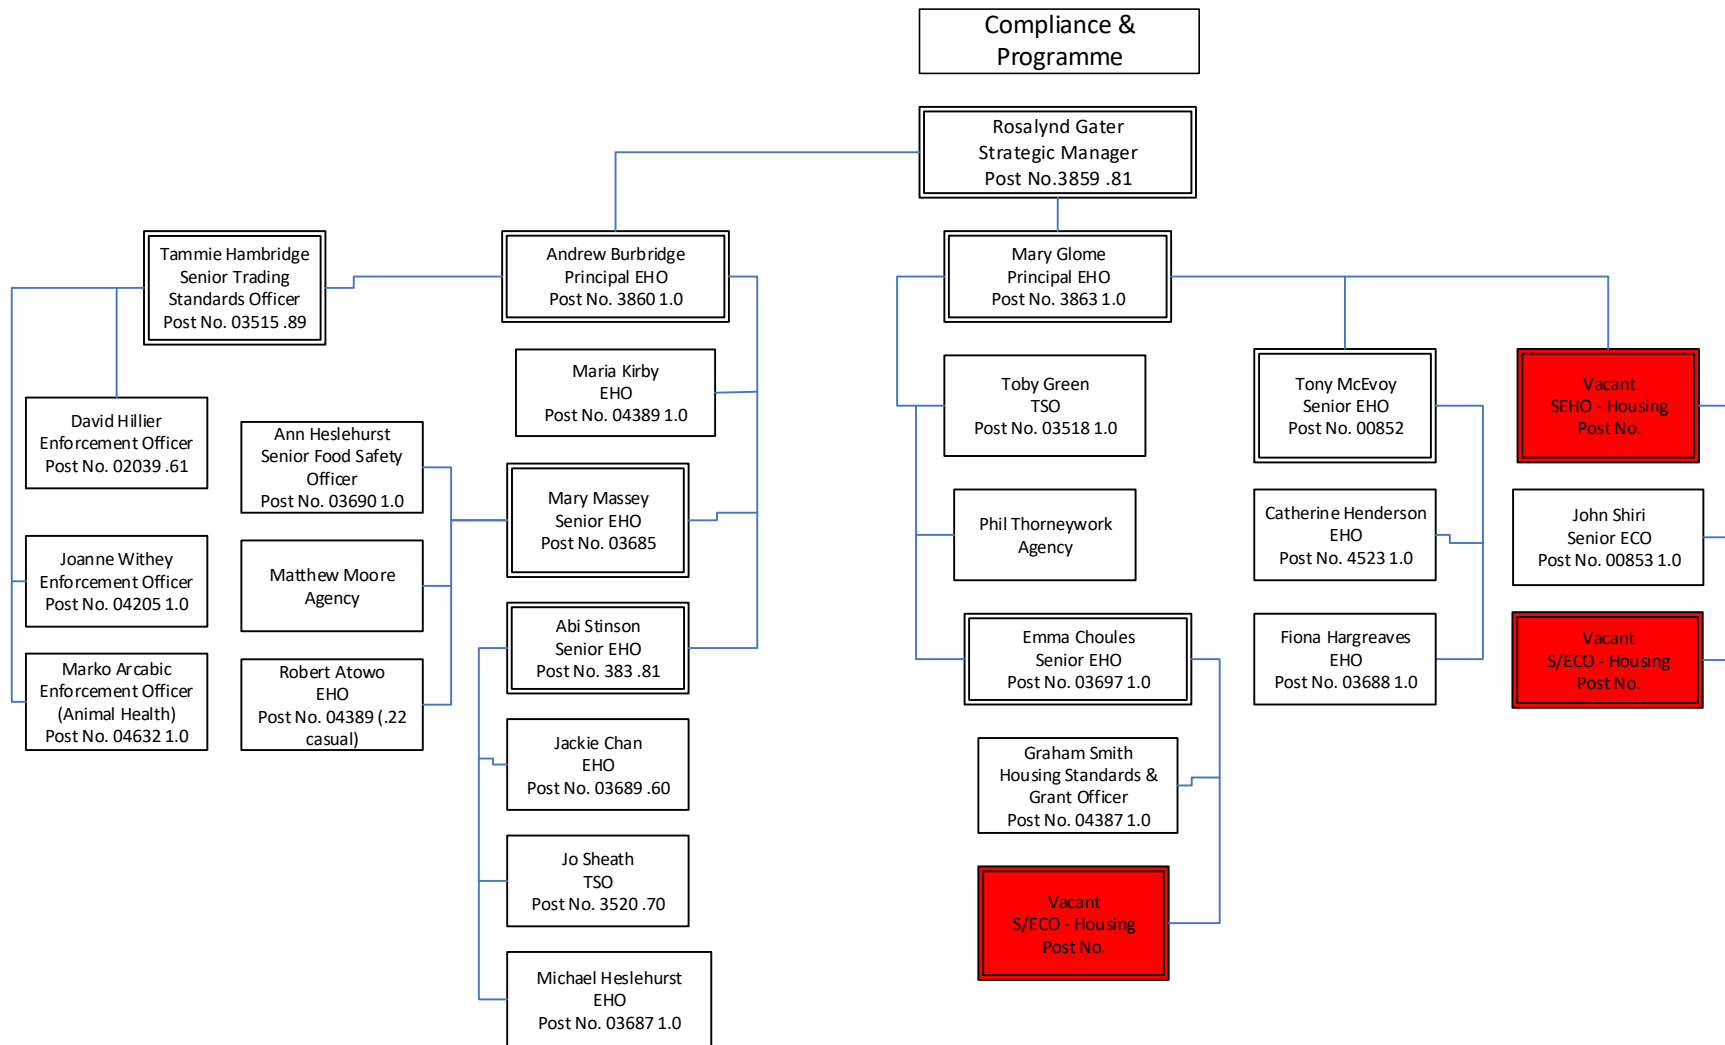 Compliance &
Programme
Rosalynd Gater
Strategic Manager
Post No.3859 .81
Tammie Hambridge
Senior Trading
Standards Officer
Post No. 03515 .89
Andrew Burbridge
Principal EHO
Post No. 3860 1.0
Mary Glome
Principal EHO
Post No. 3863 1.0
Maria Kirby
EHO
Post No. 04389 1.0
Toby Green
TSO
Post No. 03518 1.0
Tony McEvoy
Senior EHO
Post No. 00852
Vacant
SEHO - Housing
Post No.
David Hillier
Enforcement Officer
Post No. 02039 .61
Ann Heslehurst
Senior Food Safety
Officer
Post No. 03690 1.0
Mary Massey
Senior EHO
Post No. 03685
Phil Thorneywork
Agency
Catherine Henderson
EHO
Post No. 4523 1.0
John Shiri
Senior ECO
Post No. 00853 1.0
Joanne Withey
Enforcement Officer
Post No. 04205 1.0
Matthew Moore
Agency
Abi Stinson
Senior EHO
Post No. 383 .81
Emma Choules
Senior EHO
Post No. 03697 1.0
Fiona Hargreaves
EHO
Post No. 03688 1.0
Vacant
S/ECO - Housing
Post No.
Marko Arcabic
Enforcement Officer
(Animal Health)
Post No. 04632 1.0
Robert Atowo
EHO
Post No. 04389 (.22
casual)
Jackie Chan
EHO
Post No. 03689 .60
Graham Smith
Housing Standards &
Grant Officer
Post No. 04387 1.0
Jo Sheath
TSO
Post No. 3520 .70
Vacant
S/ECO - Housing
Post No.
Michael Heslehurst
EHO
Post No. 03687 1.0